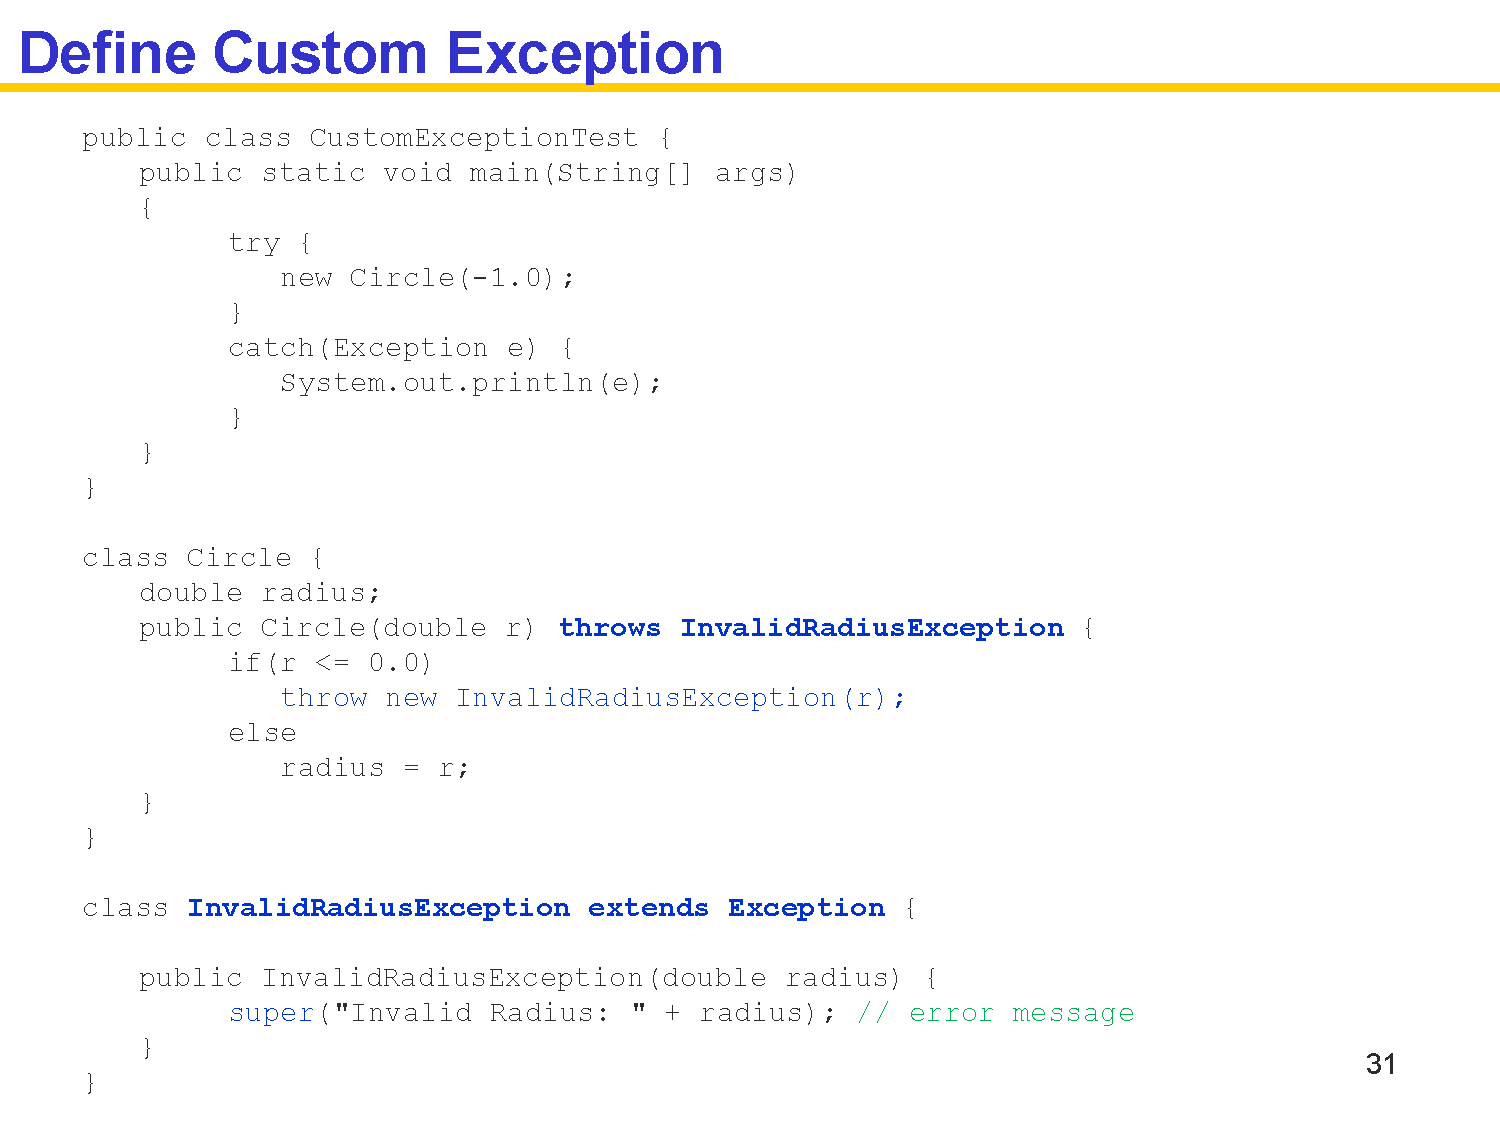 Define Custom Exception
public class CustomExceptionTest {
public static void main(String[] args)
{
try {
new Circle(-1.0);
}
catch(Exception e) {
System.out.println(e);
}
}
}
class Circle {
double radius;
public Circle(double r) throws InvalidRadiusException {
if(r <= 0.0)
throw new InvalidRadiusException(r);
else
radius = r;
}
}
class InvalidRadiusException extends Exception {
public InvalidRadiusException(double radius) {
super("Invalid Radius: " + radius); // error message
}
}
31